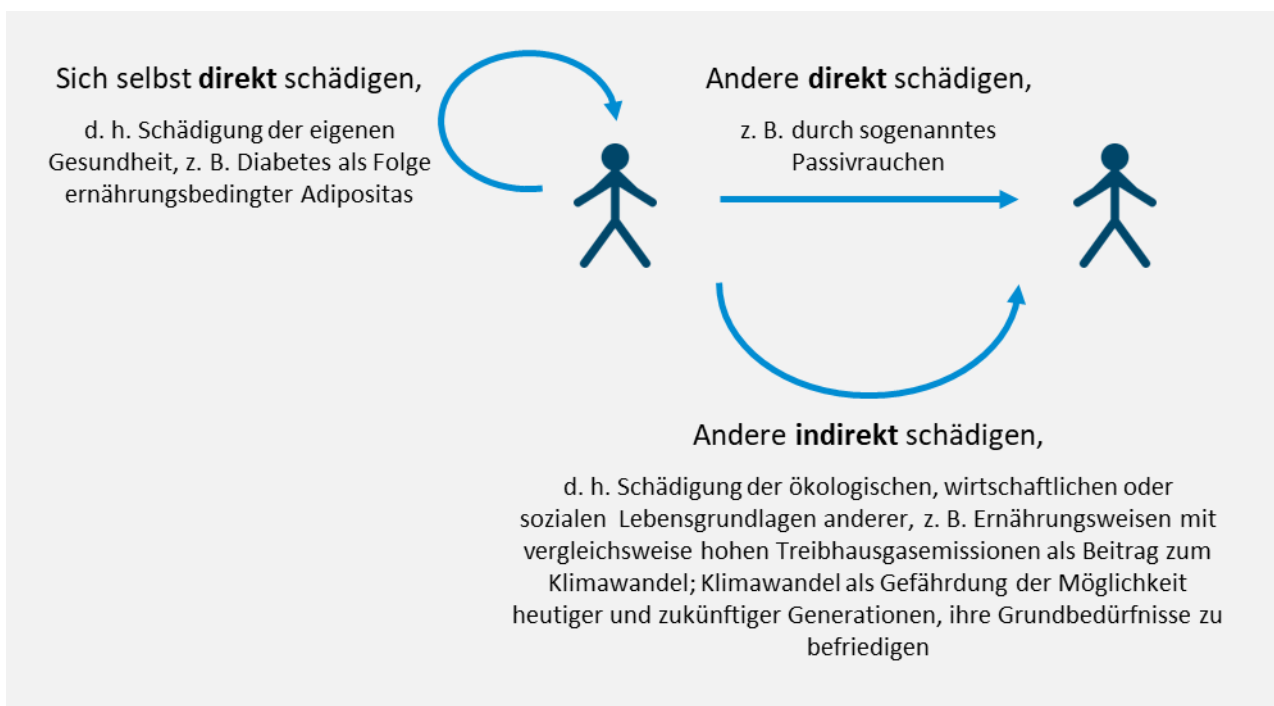 Sich selbst direkt schädigen,
d. h. Schädigung der eigenen
Gesundheit, z. B. Diabetes als Folge
ernährungsbedingter Adipositas
Andere direkt schädigen,
z. B. durch sogenanntes
Passivrauchen
Andere indirekt schädigen,
d. h. Schädigung der ökologischen, wirtschaftlichen oder
sozialen Lebensgrundlagen anderer, z. B. Ernährungsweisen mit
vergleichsweise hohen Treibhausgasemissionen als Beitrag zum
Klimawandel; Klimawandel als Gefährdung der Möglichkeit
heutiger und zukünftiger Generationen, ihre Grundbedürfnisse zu
befriedigen